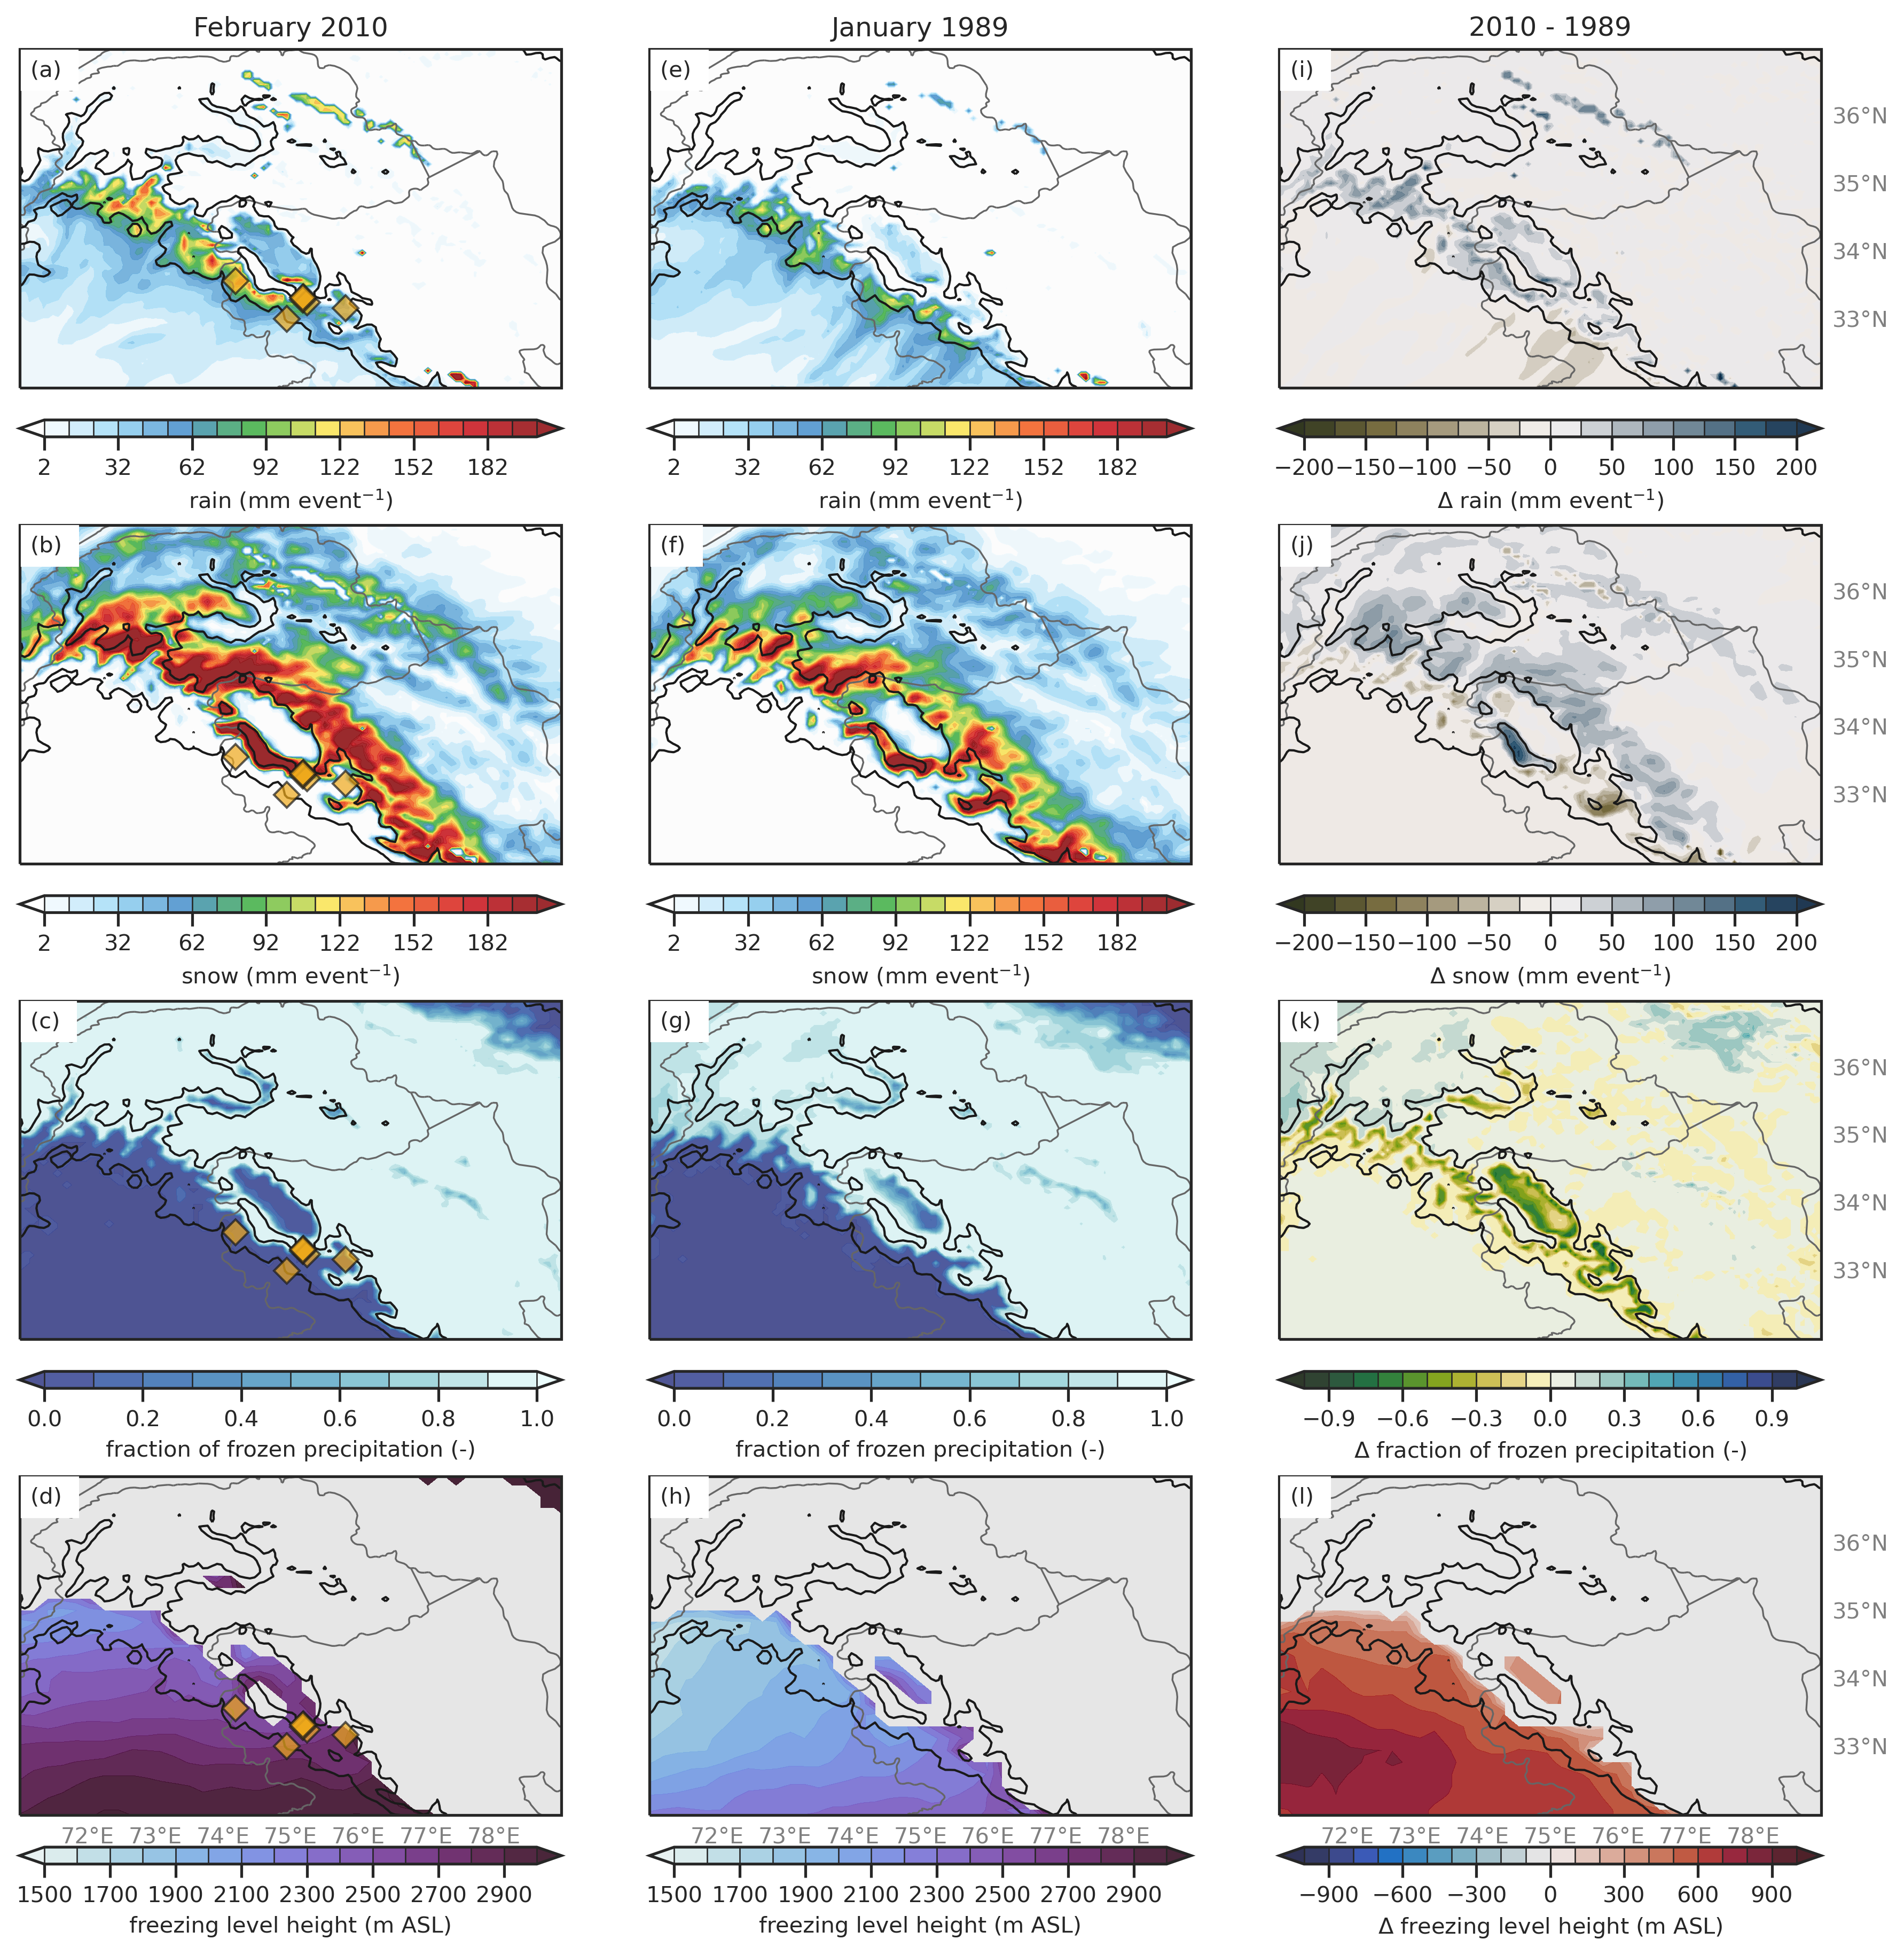 February 2010 January 1989 2010 - 1989
(a) (e) (i)
36°N
35°N
34°N
33°N
2 32 62 92 122 152 182 2 32 62 92 122 152 182 −200 −150 −100 −50 0 50 100 150 200
rain (mm event⁻¹) rain (mm event⁻¹) Δ rain (mm event⁻¹)
(b) (f) (j)
36°N
35°N
34°N
33°N
2 32 62 92 122 152 182 2 32 62 92 122 152 182 −200 −150 −100 −50 0 50 100 150 200
snow (mm event⁻¹) snow (mm event⁻¹) Δ snow (mm event⁻¹)
(c) (g) (k)
36°N
35°N
34°N
33°N
0.0 0.2 0.4 0.6 0.8 1.0 0.0 0.2 0.4 0.6 0.8 1.0 −0.9 −0.6 −0.3 0.0 0.3 0.6 0.9
fraction of frozen precipitation (-) fraction of frozen precipitation (-) Δ fraction of frozen precipitation (-)
(d) (h) (l)
36°N
35°N
34°N
33°N
72°E 73°E 74°E 75°E 76°E 77°E 78°E 72°E 73°E 74°E 75°E 76°E 77°E 78°E 72°E 73°E 74°E 75°E 76°E 77°E 78°E
1500 1700 1900 2100 2300 2500 2700 2900 1500 1700 1900 2100 2300 2500 2700 2900 −900 −600 −300 0 300 600 900
freezing level height (m ASL) freezing level height (m ASL) Δ freezing level height (m ASL)